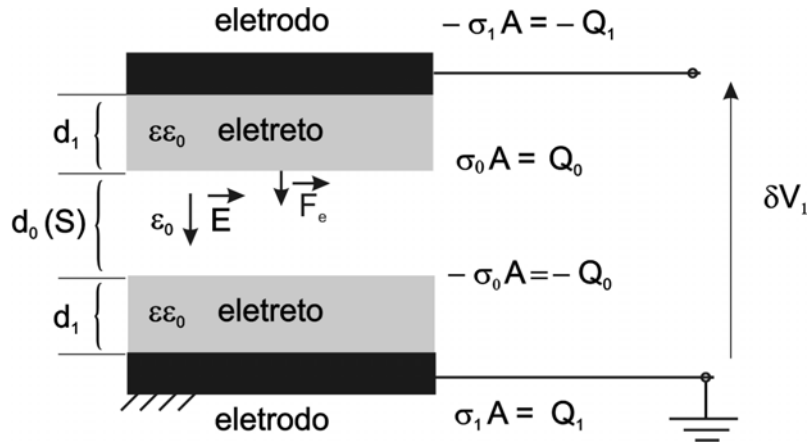 eletrodo
− σ₁ A = − Q₁
d₁
εε₀ eletreto
σ₀ A = Q₀
d₀ (S)
ε₀
E
Fₑ
δV₁
− σ₀ A = − Q₀
d₁
εε₀ eletreto
eletrodo
σ₁ A = Q₁